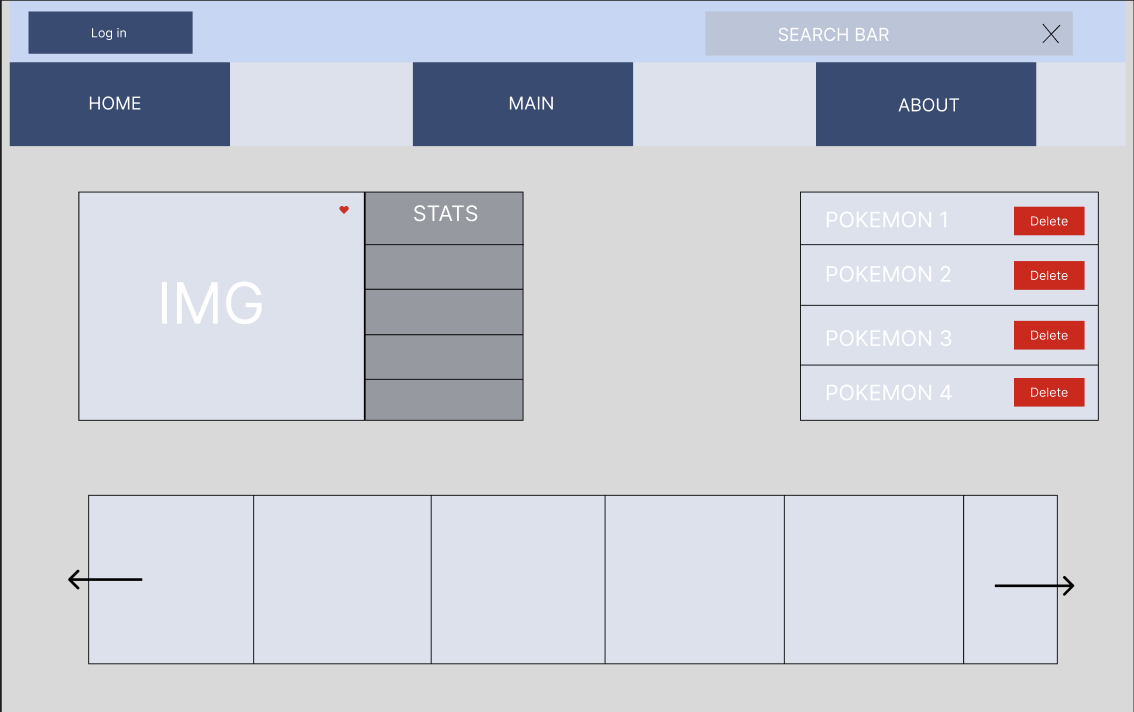 Log in
SEARCH BAR
HOME
MAIN
ABOUT
IMG
STATS
POKEMON 1
Delete
POKEMON 2
Delete
POKEMON 3
Delete
POKEMON 4
Delete